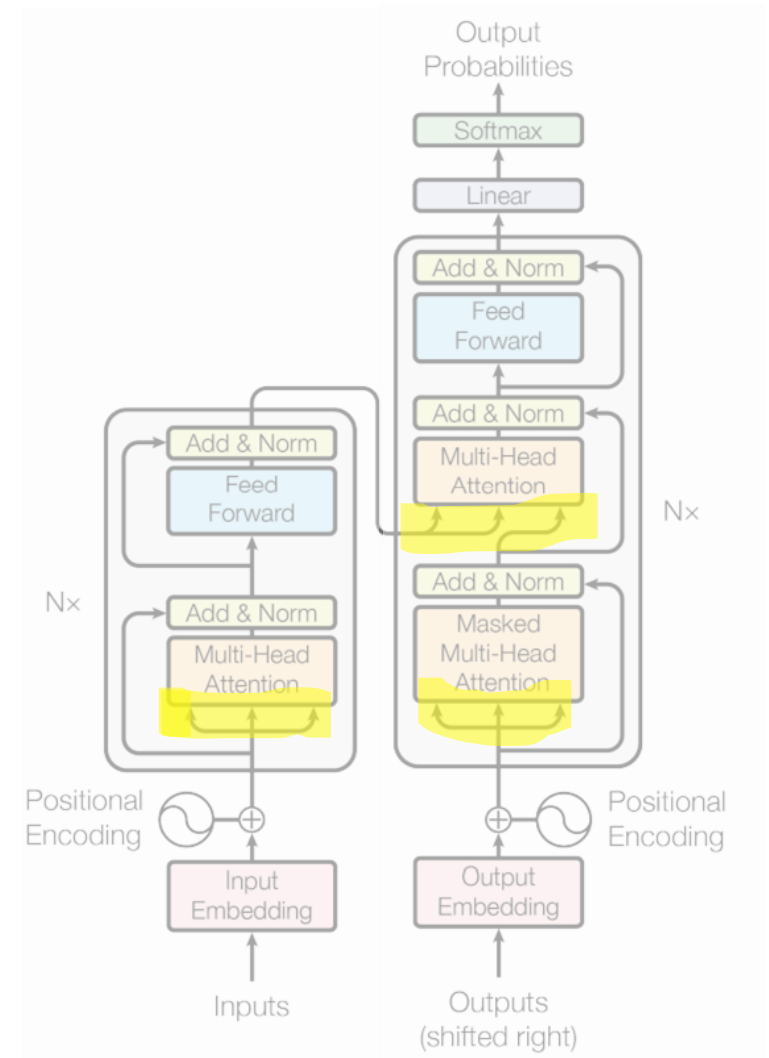 Output
Probabilities
Softmax
Linear
Add & Norm
Feed
Forward
Add & Norm
Multi-Head
Attention
Nx
Add & Norm
Masked
Multi-Head
Attention
Positional
Encoding
Output
Embedding
Outputs
(shifted right)
Add & Norm
Feed
Forward
Nx
Add & Norm
Multi-Head
Attention
Positional
Encoding
Input
Embedding
Inputs